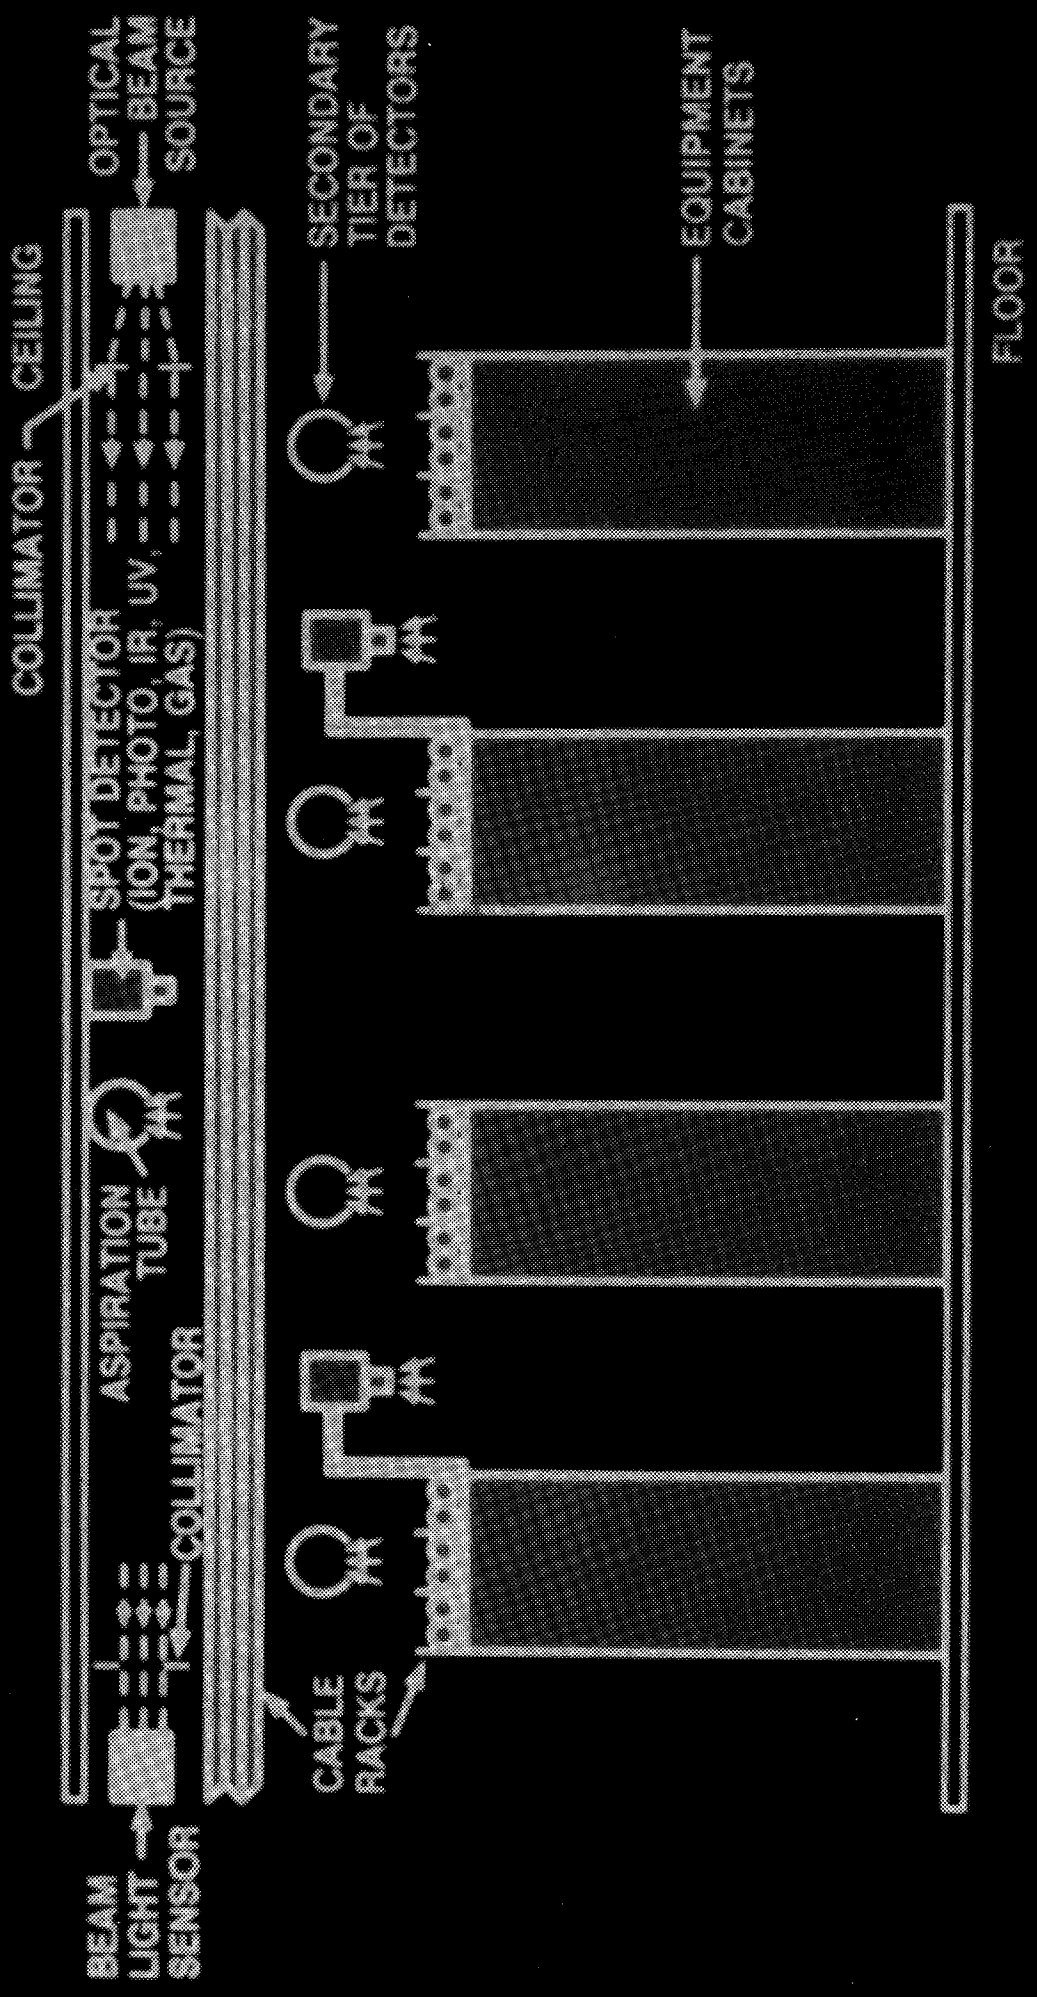 COLLIMATOR
CEILING
OPTICAL
BEAM
SOURCE
BEAM
LIGHT
SENSOR
COLLIMATOR
ASPIRATION
TUBE
SPOT DETECTOR
(ION, PHOTO, IR, UV,
THERMAL, GAS)
CABLE
RACKS
SECONDARY
TIER OF
DETECTORS
EQUIPMENT
CABINETS
FLOOR